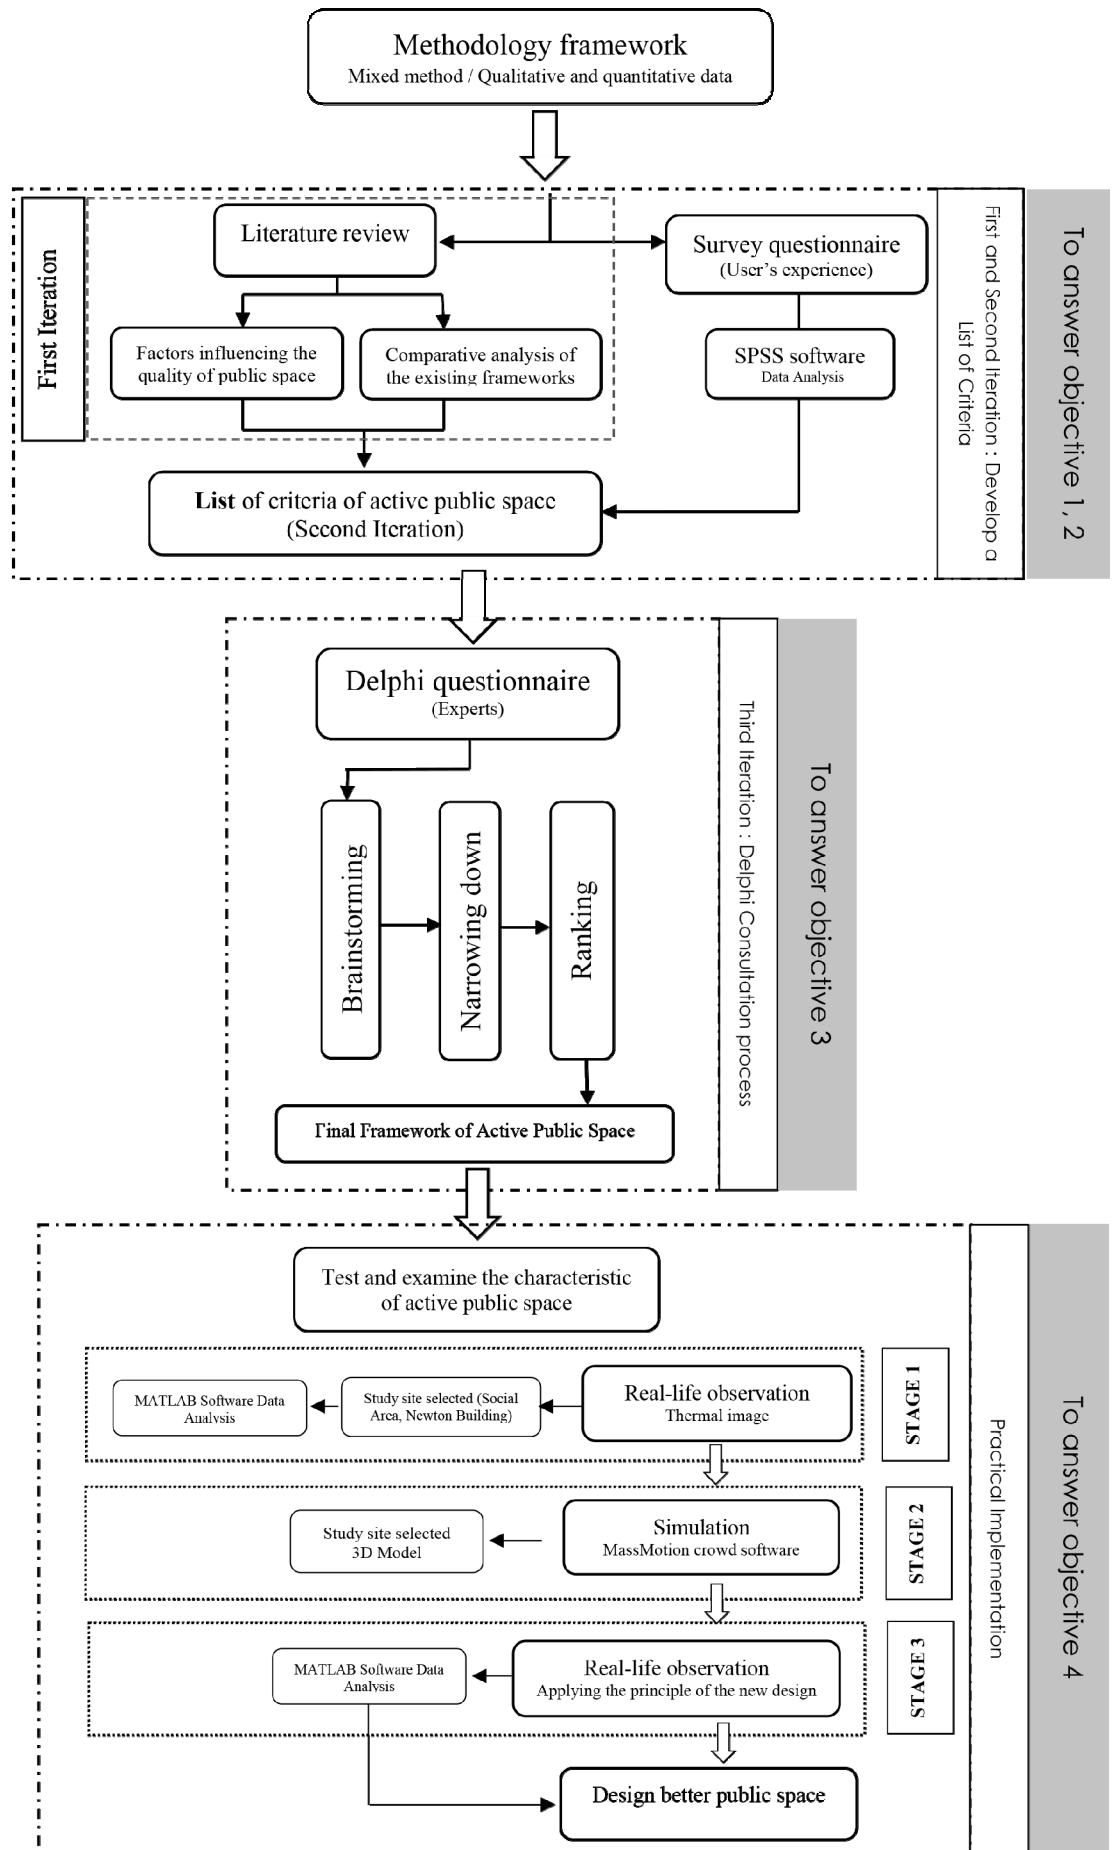 Methodology framework
Mixed method / Qualitative and quantitative data
First Iteration
Literature review
Survey questionnaire
(User's experience)
Factors influencing the
quality of public space
Comparative analysis of
the existing frameworks
SPSS software
Data Analysis
List of criteria of active public space
(Second Iteration)
First and Second Iteration : Develop a
List of Criteria
To answer objective 1, 2
Delphi questionnaire
(Experts)
Brainstorming
Narrowing down
Ranking
Final Framework of Active Public Space
Third Iteration : Delphi Consultation process
To answer objective 3
Test and examine the characteristic
of active public space
MATLAB Software Data
Analysis
Study site selected (Social
Area, Newton Building)
Real-life observation
Thermal image
STAGE 1
Study site selected
3D Model
Simulation
MassMotion crowd software
STAGE 2
MATLAB Software Data
Analysis
Real-life observation
Applying the principle of the new design
STAGE 3
Design better public space
Practical Implementation
To answer objective 4